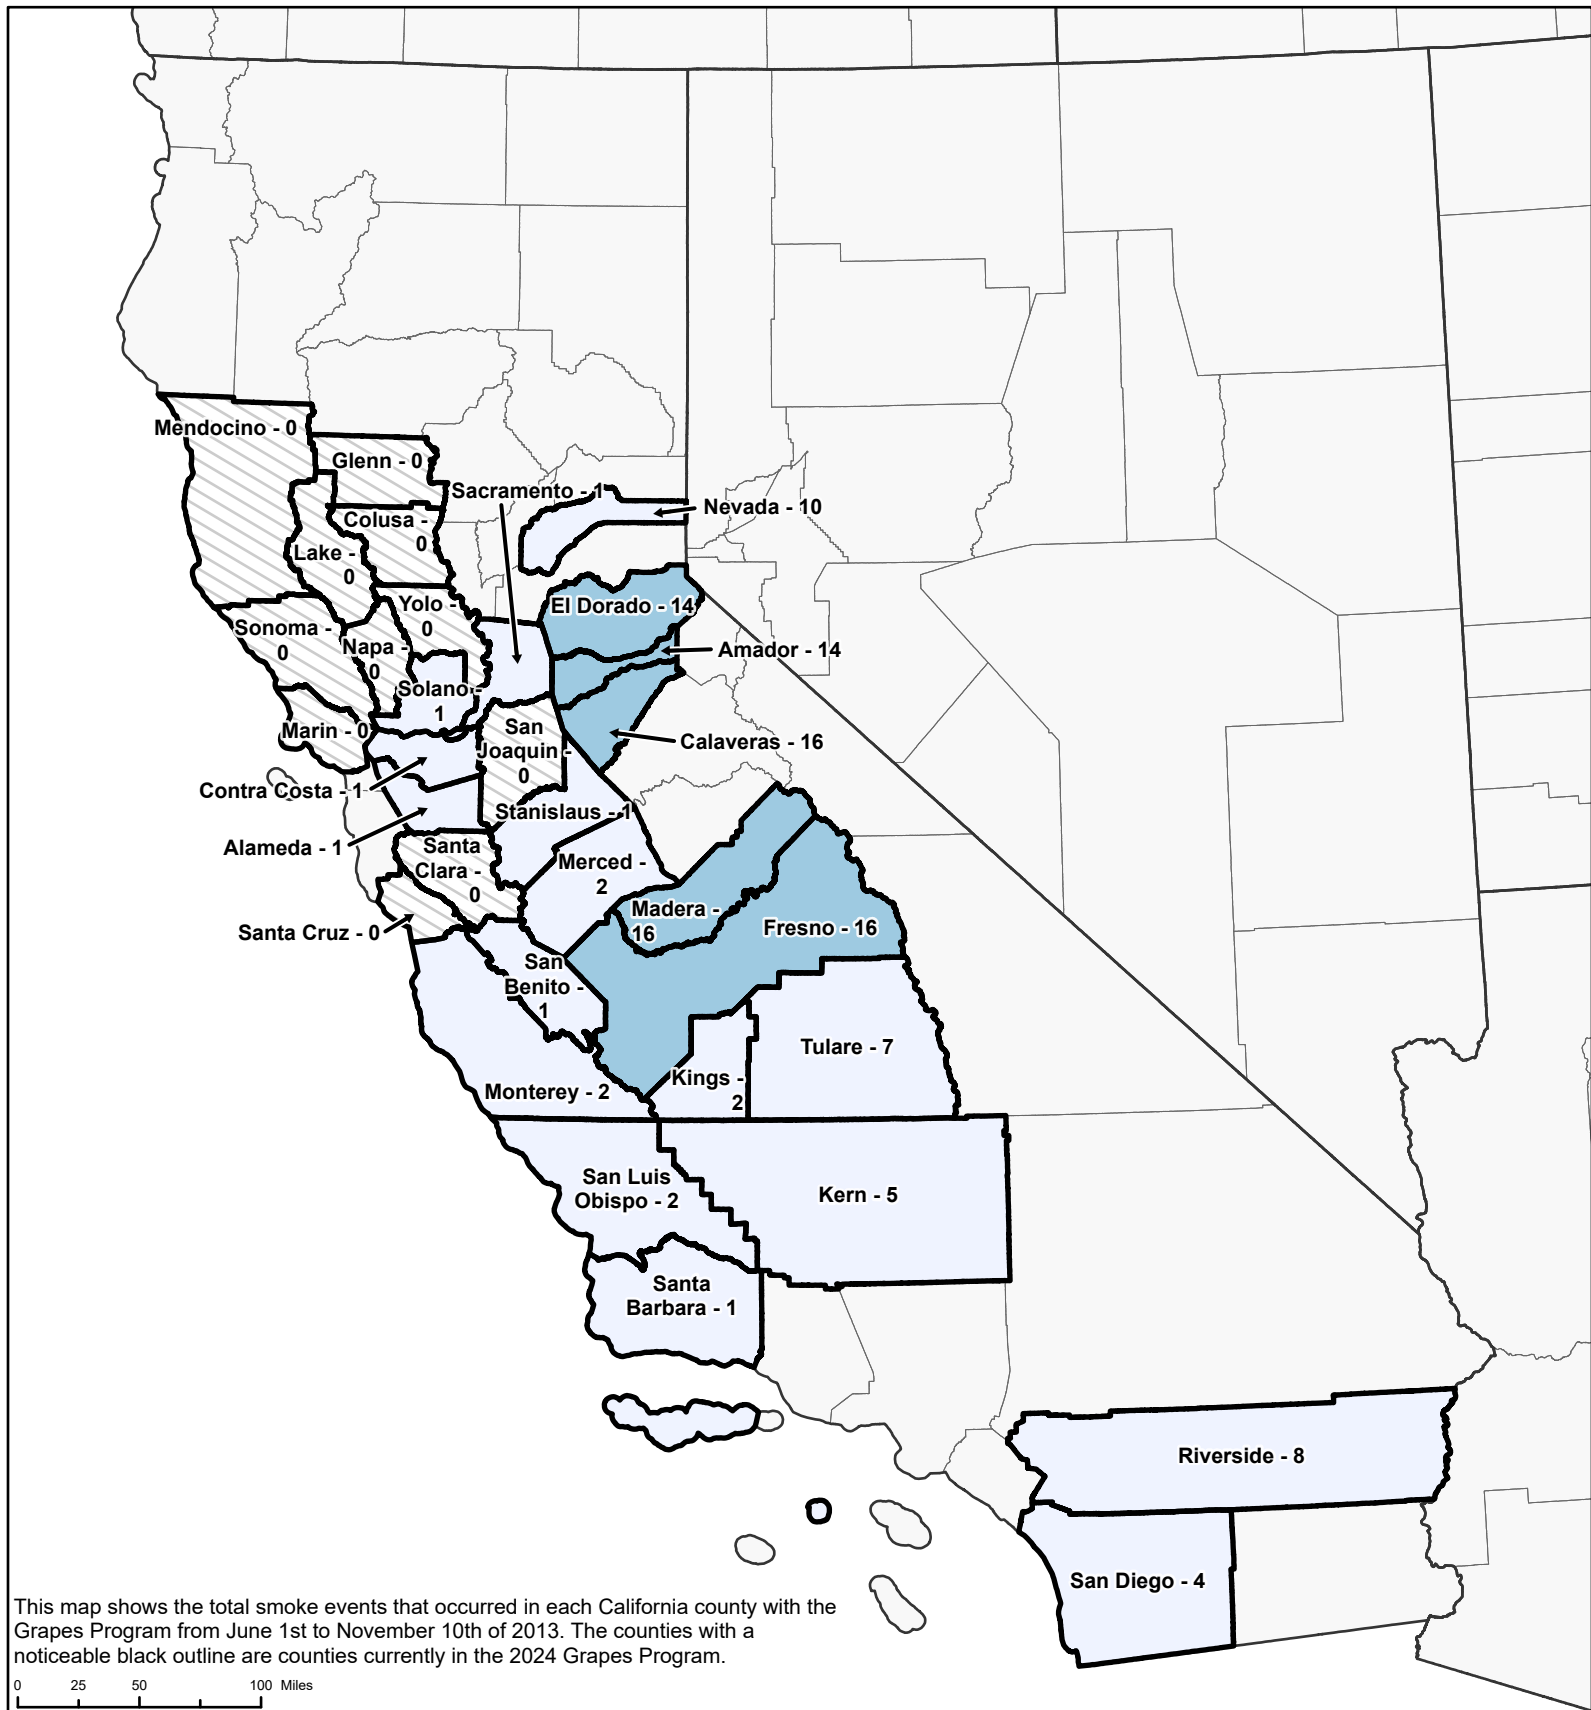 Mendocino - 0
Glenn - 0
Sacramento - 1
Nevada - 10
Colusa -
0
Lake -
0
Yolo -
0
El Dorado - 14
Sonoma -
0
Napa -
0
Amador - 14
Solano -
1
Marin - 0
San
Joaquin -
0
Calaveras - 16
Contra Costa - 1
Stanislaus - 1
Alameda - 1
Santa
Clara -
0
Merced -
2
Madera -
16
Fresno - 16
Santa Cruz - 0
San
Benito -
1
Tulare - 7
Kings -
2
Monterey - 2
San Luis
Obispo - 2
Kern - 5
Santa
Barbara - 1
Riverside - 8
San Diego - 4
This map shows the total smoke events that occurred in each California county with the
Grapes Program from June 1st to November 10th of 2013. The counties with a
noticeable black outline are counties currently in the 2024 Grapes Program.
0 25 50 100 Miles